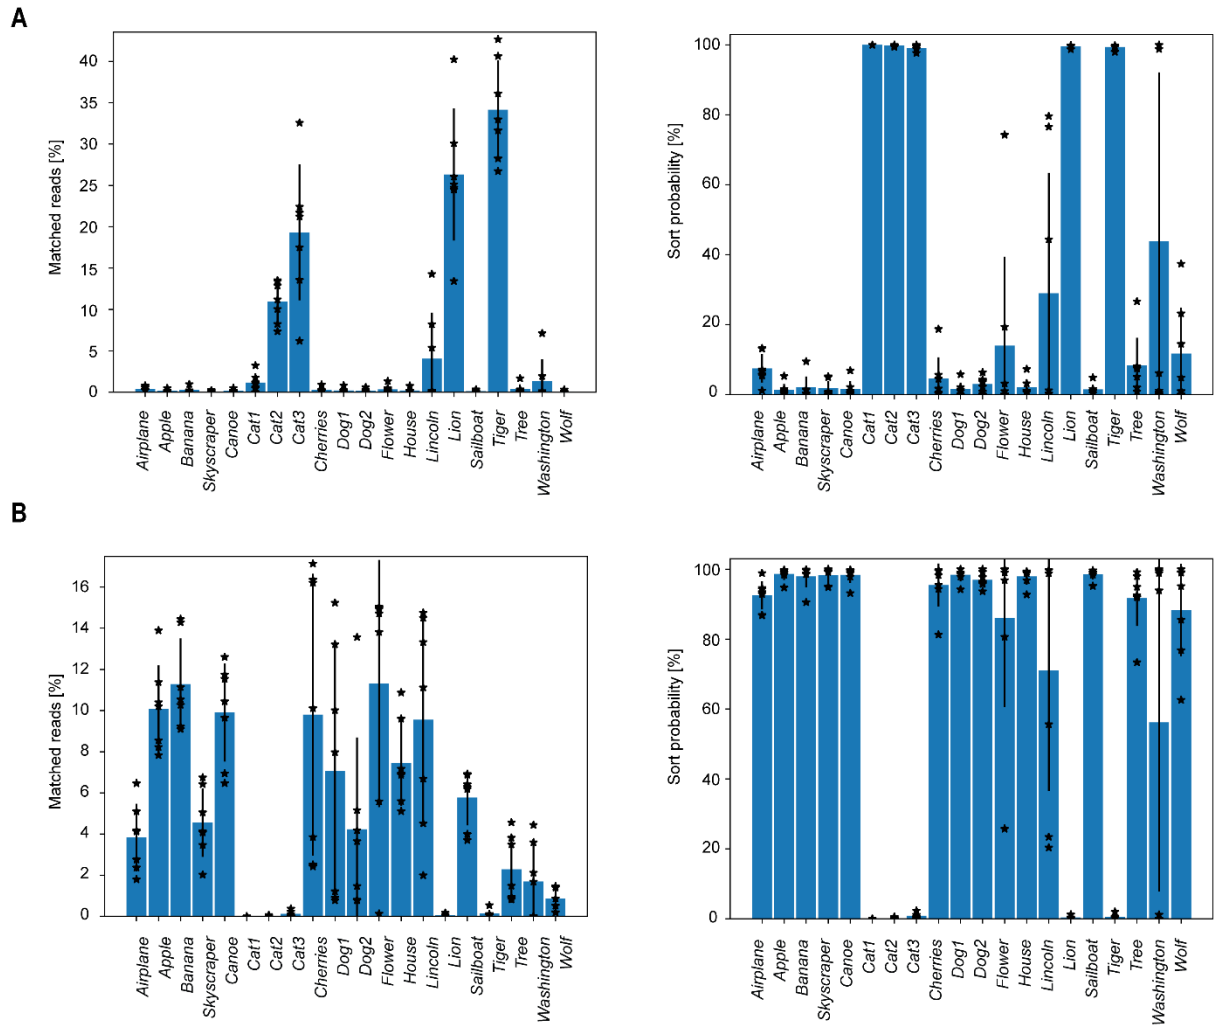 A
Matched reads [%]
40
35
30
25
20
15
10
5
0
Airplane
Apple
Banana
Skyscraper
Canoe
Cat1
Cat2
Cat3
Cherries
Dog1
Dog2
Flower
House
Lincoln
Lion
Sailboat
Tiger
Tree
Washington
Wolf
Sort probability [%]
100
80
60
40
20
0
Airplane
Apple
Banana
Skyscraper
Canoe
Cat1
Cat2
Cat3
Cherries
Dog1
Dog2
Flower
House
Lincoln
Lion
Sailboat
Tiger
Tree
Washington
Wolf
B
Matched reads [%]
16
14
12
10
8
6
4
2
0
Airplane
Apple
Banana
Skyscraper
Canoe
Cat1
Cat2
Cat3
Cherries
Dog1
Dog2
Flower
House
Lincoln
Lion
Sailboat
Tiger
Tree
Washington
Wolf
Sort probability [%]
100
80
60
40
20
0
Airplane
Apple
Banana
Skyscraper
Canoe
Cat1
Cat2
Cat3
Cherries
Dog1
Dog2
Flower
House
Lincoln
Lion
Sailboat
Tiger
Tree
Washington
Wolf